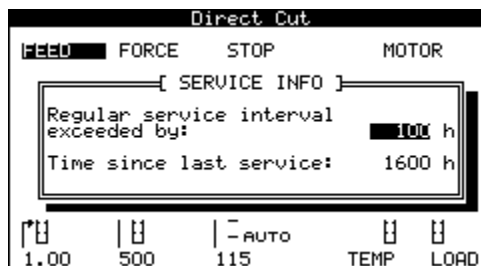 Direct Cut
FEED FORCE STOP MOTOR
[ SERVICE INFO ]
Regular service interval
exceeded by: 100 h
Time since last service: 1600 h
AUTO
1.00 500 115 TEMP LOAD